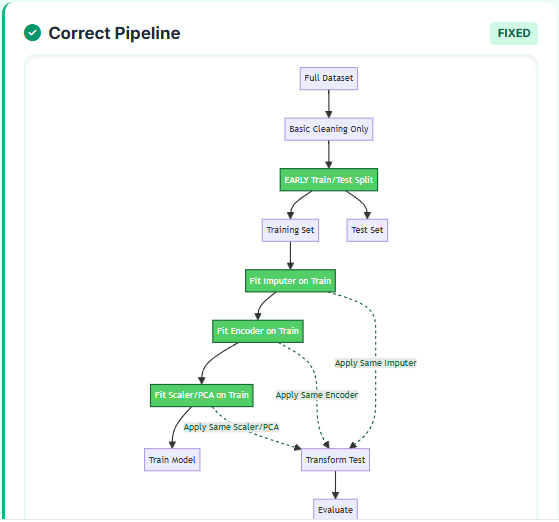 Correct Pipeline
FIXED
Full Dataset
Basic Cleaning Only
EARLY Train/Test Split
Training Set
Test Set
Fit Imputer on Train
Fit Encoder on Train
Apply Same Imputer
Fit Scaler/PCA on Train
Apply Same Encoder
Apply Same Scaler/PCA
Train Model
Transform Test
Evaluate